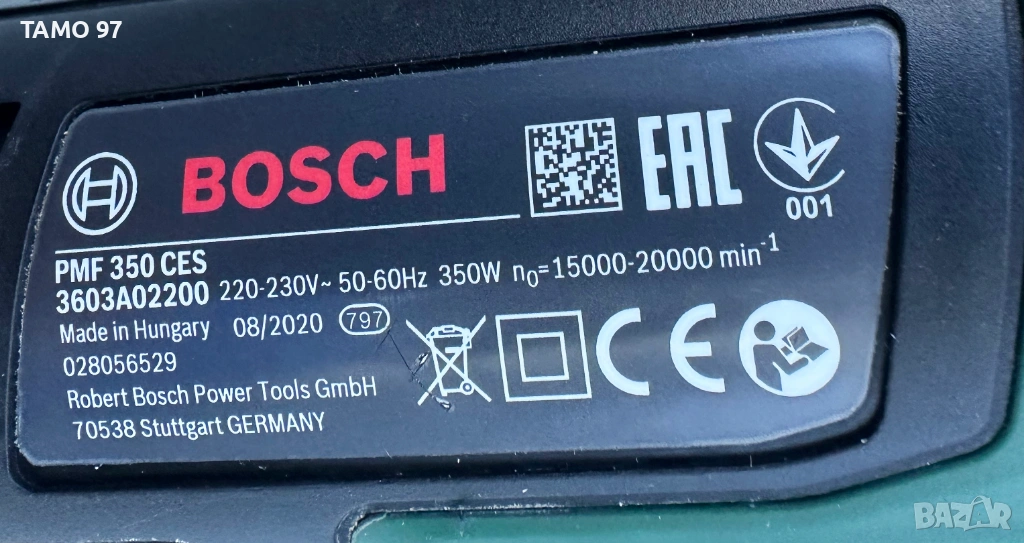 TAMO 97
BOSCH
EAC
001
PMF 350 CES
3603A02200 220-230V~ 50-60Hz 350W n₀=15000-20000 min⁻¹
Made in Hungary 08/2020 797
028056529
Robert Bosch Power Tools GmbH
70538 Stuttgart GERMANY
CE
BAZAR